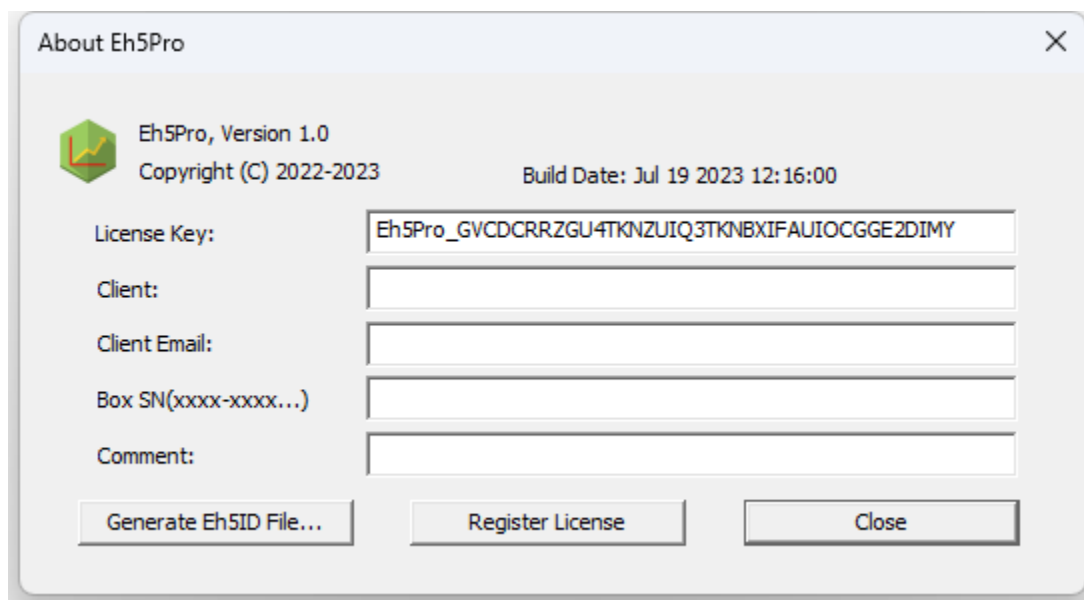 About Eh5Pro
Eh5Pro, Version 1.0
Copyright (C) 2022-2023
Build Date: Jul 19 2023 12:16:00
License Key:
Eh5Pro_GVCDCRRZGU4TKNZUIQ3TKNBXIFAUIOCGGE2DIMY
Client:
Client Email:
Box SN(xxxx-xxxx...)
Comment:
Generate Eh5ID File...
Register License
Close